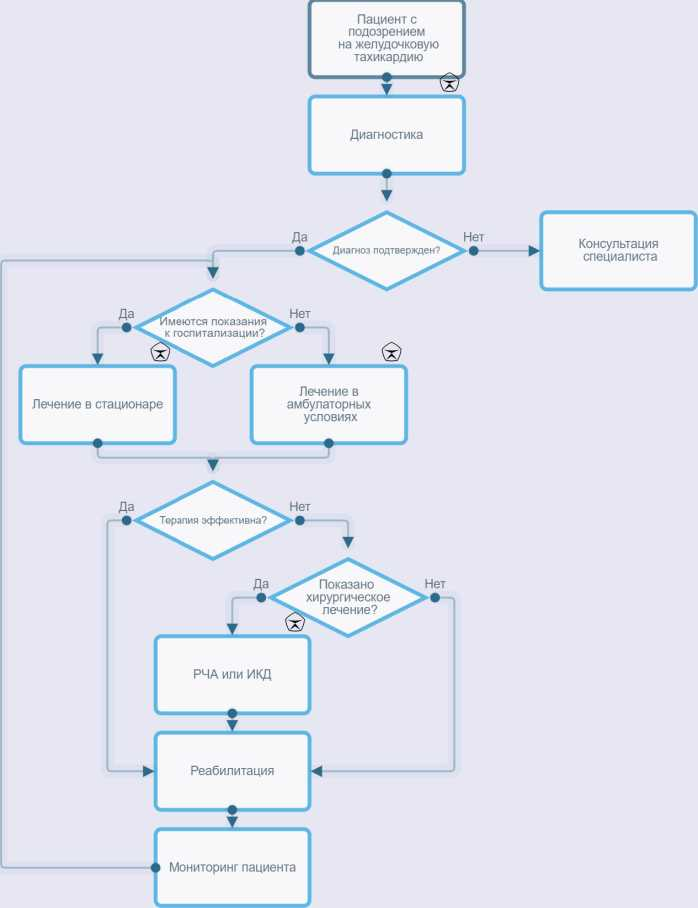 Пациент с
подозрением
на желудочковую
тахикардию
Диагностика
Да
Нет
Диагноз подтвержден?
Консультация
специалиста
Да
Нет
Имеются показания
к госпитализации?
Лечение в стационаре
Лечение в
амбулаторных
условиях
Да
Нет
Терапия эффективна?
Да
Нет
Показано
хирургическое
лечение?
РЧА или ИКД
Реабилитация
Мониторинг пациента